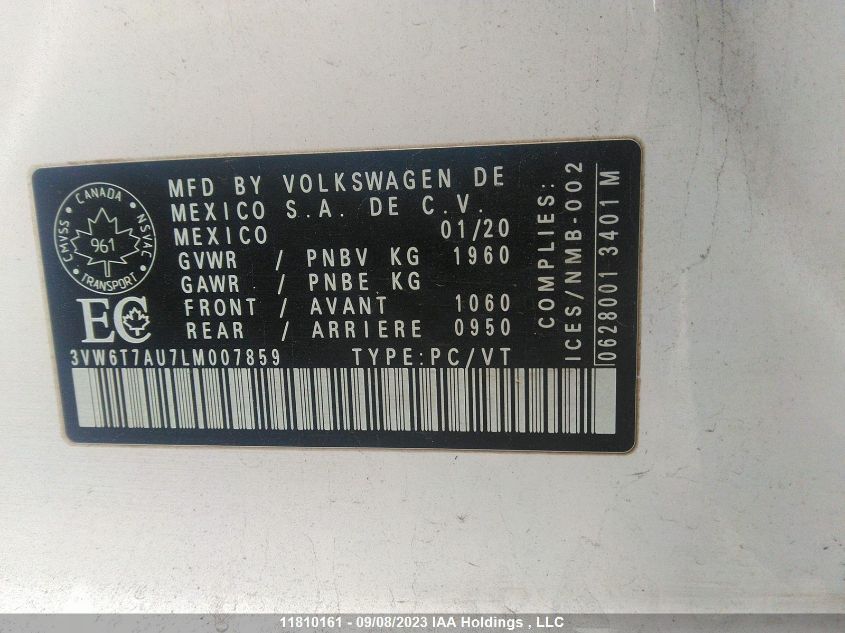 CMVSS · CANADA · NSVAC
961
· TRANSPORT ·
EC
MFD BY VOLKSWAGEN DE
MEXICO S.A. DE C.V.
MEXICO 01/20
GVWR / PNBV KG 1960
GAWR / PNBE KG
FRONT / AVANT 1060
REAR / ARRIERE 0950
3VW6T7AU7LM007859 TYPE:PC/VT
COMPLIES:
ICES/NMB-002
0628001 3401M
11810161 - 09/08/2023 IAA Holdings , LLC